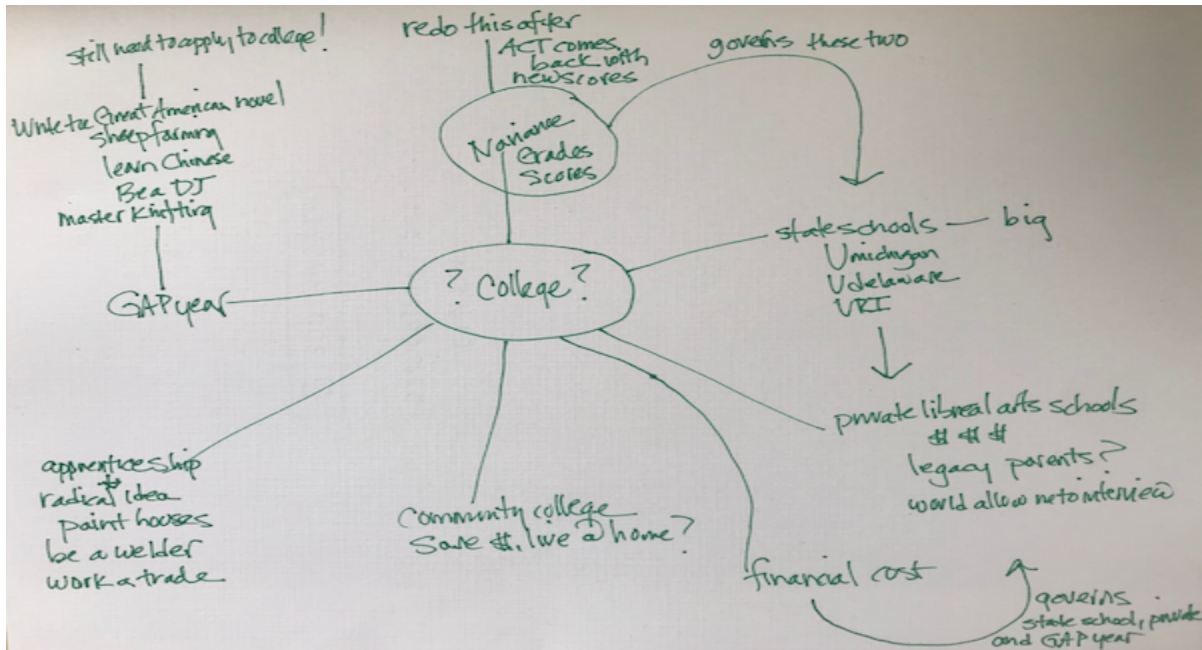 still need to apply to college!
Write the Great American novel
sheep farming
learn Chinese
Be a DJ
master knitting
GAP year
redo this after
ACT comes
back with
new scores
Grades
Scores
governs these two
? College?
state schools — big
U michigan
U delaware
URI
private libreal arts schools
$ $ $
legacy parents?
allow me to interview
apprenticeship
radical idea
paint houses
be a welder
work a trade
community college
save $, live @ home?
financial cost
governs
state school, private
and GAP year